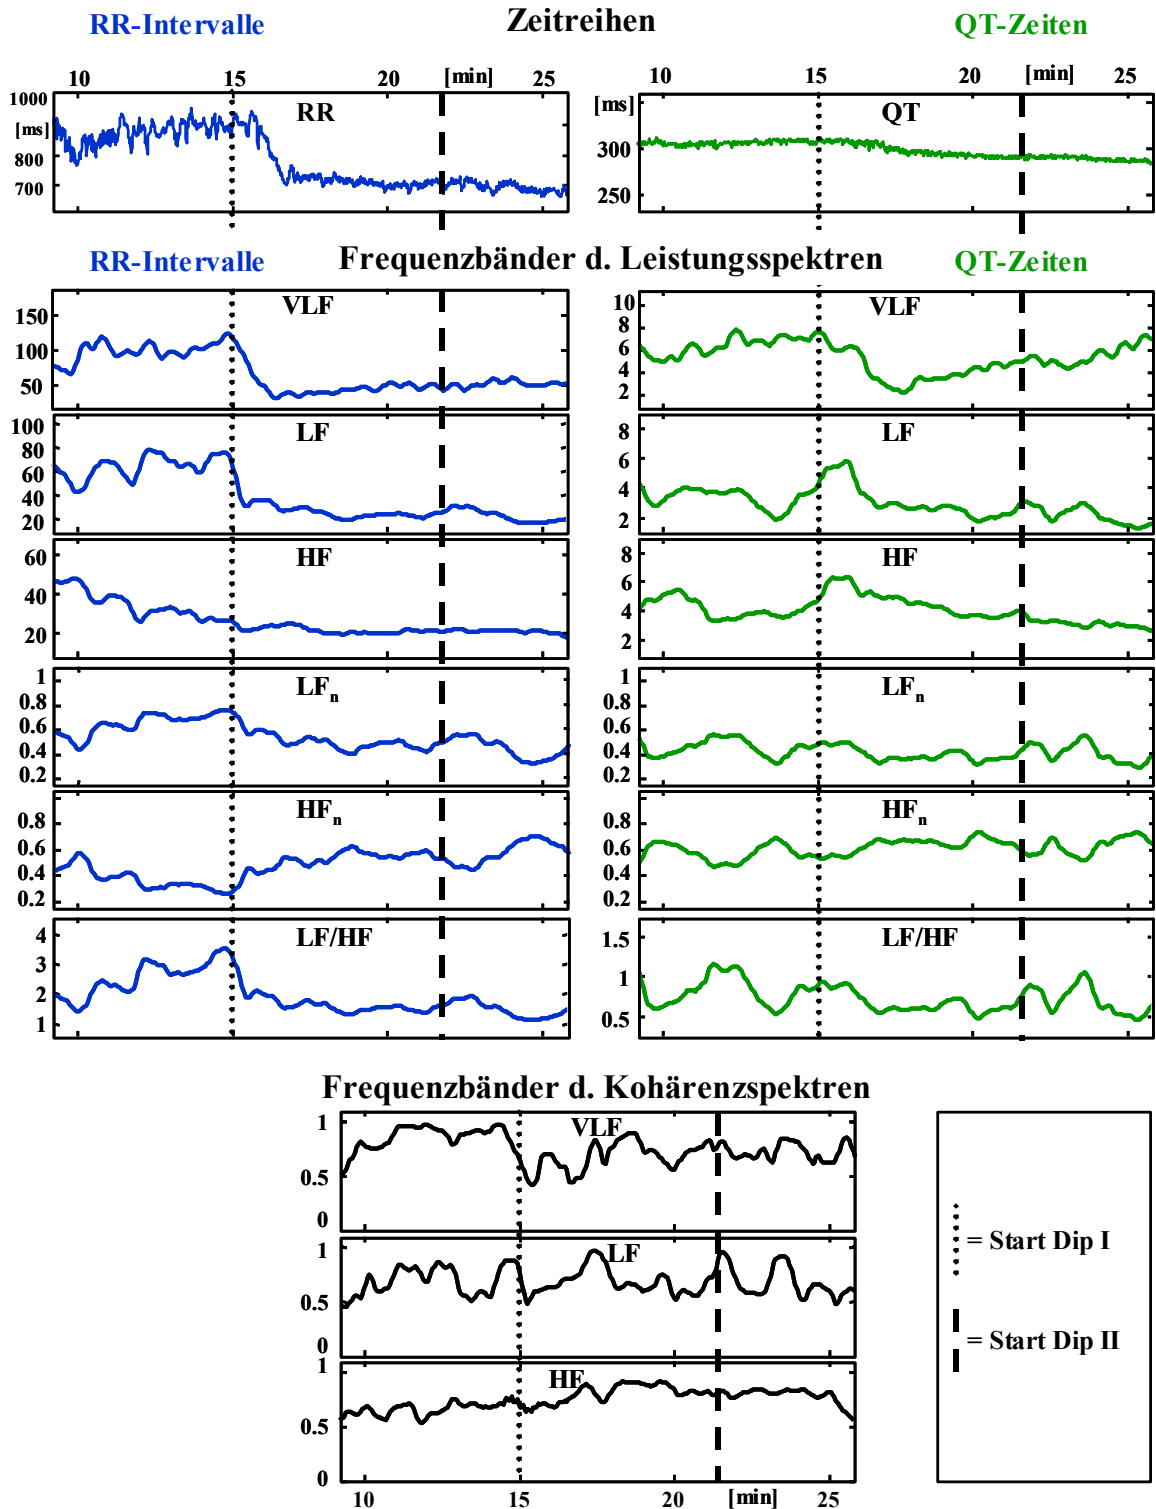 RR-Intervalle Zeitreihen QT-Zeiten
10 15 20 [min] 25
1000
[ms]
800
700
RR
10 15 20 [min] 25
[ms]
300
250
QT
RR-Intervalle Frequenzbänder d. Leistungsspektren QT-Zeiten
VLF
150
100
50
VLF
10
8
6
4
2
LF
100
80
60
40
20
LF
8
6
4
2
HF
60
40
20
HF
8
6
4
2
LFn
1
0.8
0.6
0.4
0.2
LFn
1
0.8
0.6
0.4
0.2
HFn
0.8
0.6
0.4
0.2
HFn
0.8
0.6
0.4
0.2
LF/HF
4
3
2
1
LF/HF
1.5
1
0.5
Frequenzbänder d. Kohärenzspektren
VLF
1
0.5
0
LF
1
0.5
0
HF
1
0.5
0
10 15 20 [min] 25
= Start Dip I
= Start Dip II